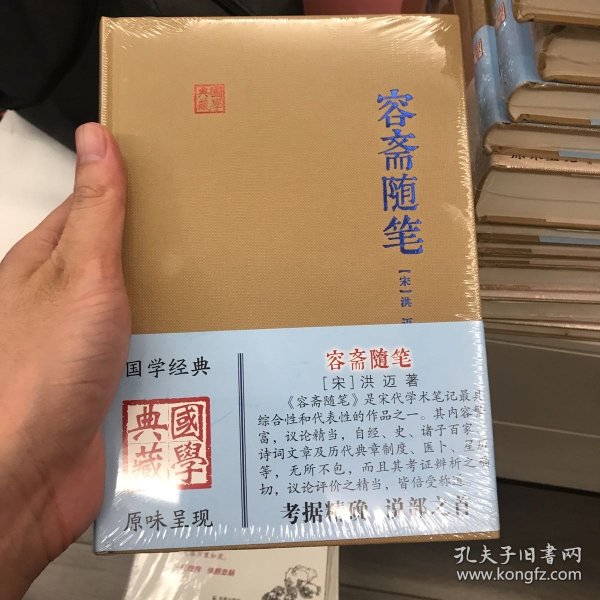 國學
典藏
容斋随笔
［宋］洪 迈
国学经典
國學
典藏
原味呈现
容斋随笔
［宋］洪 迈 著
《容斋随笔》是宋代学术笔记最具
综合性和代表性的作品之一。其内容
富，议论精当，自经、史、诸子百家
诗词文章及历代典章制度、医卜、星
等，无所不包，而且其考证辨析之
切，议论评价之精当，皆倍受称道
考据精确 说部之首
孔夫子旧书网
www.kongfz.com